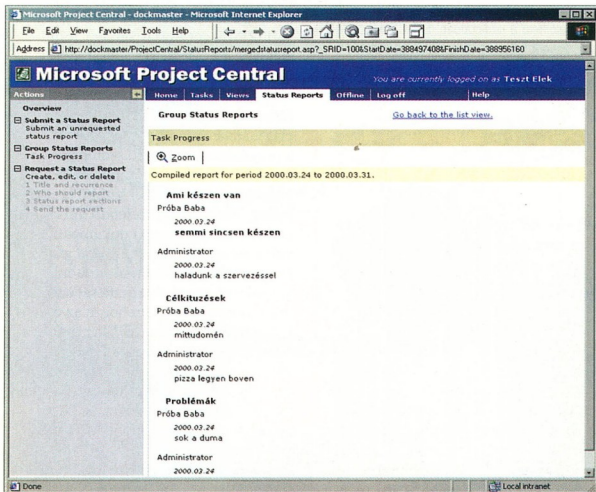 Microsoft Project Central - dockmaster - Microsoft Internet Explorer
File Edit View Favorites Tools Help
Address http://dockmaster/ProjectCentral/StatusReports/mergedstatusreport.asp?_SRID=100&StartDate=388497408&FinishDate=388956160
Microsoft Project Central
You are currently logged on as Teszt Elek
Actions
Home Tasks Views Status Reports Offline Log off Help
Overview
Submit a Status Report
Submit an unrequested
status report
Group Status Reports
Task Progress
Request a Status Report
Create, edit, or delete
1 Title and recurrence
2 Who should report
3 Status report sections
4 Send the request
Group Status Reports
Go back to the list view.
Task Progress
Zoom
Compiled report for period 2000.03.24 to 2000.03.31.
Ami készen van
Próba Baba
2000.03.24
semmi sincsen készen
Administrator
2000.03.24
haladunk a szervezéssel
Célkituzések
Próba Baba
2000.03.24
mittudomén
Administrator
2000.03.24
pizza legyen boven
Problémák
Próba Baba
2000.03.24
sok a duma
Administrator
2000.03.24
Done
Local intranet